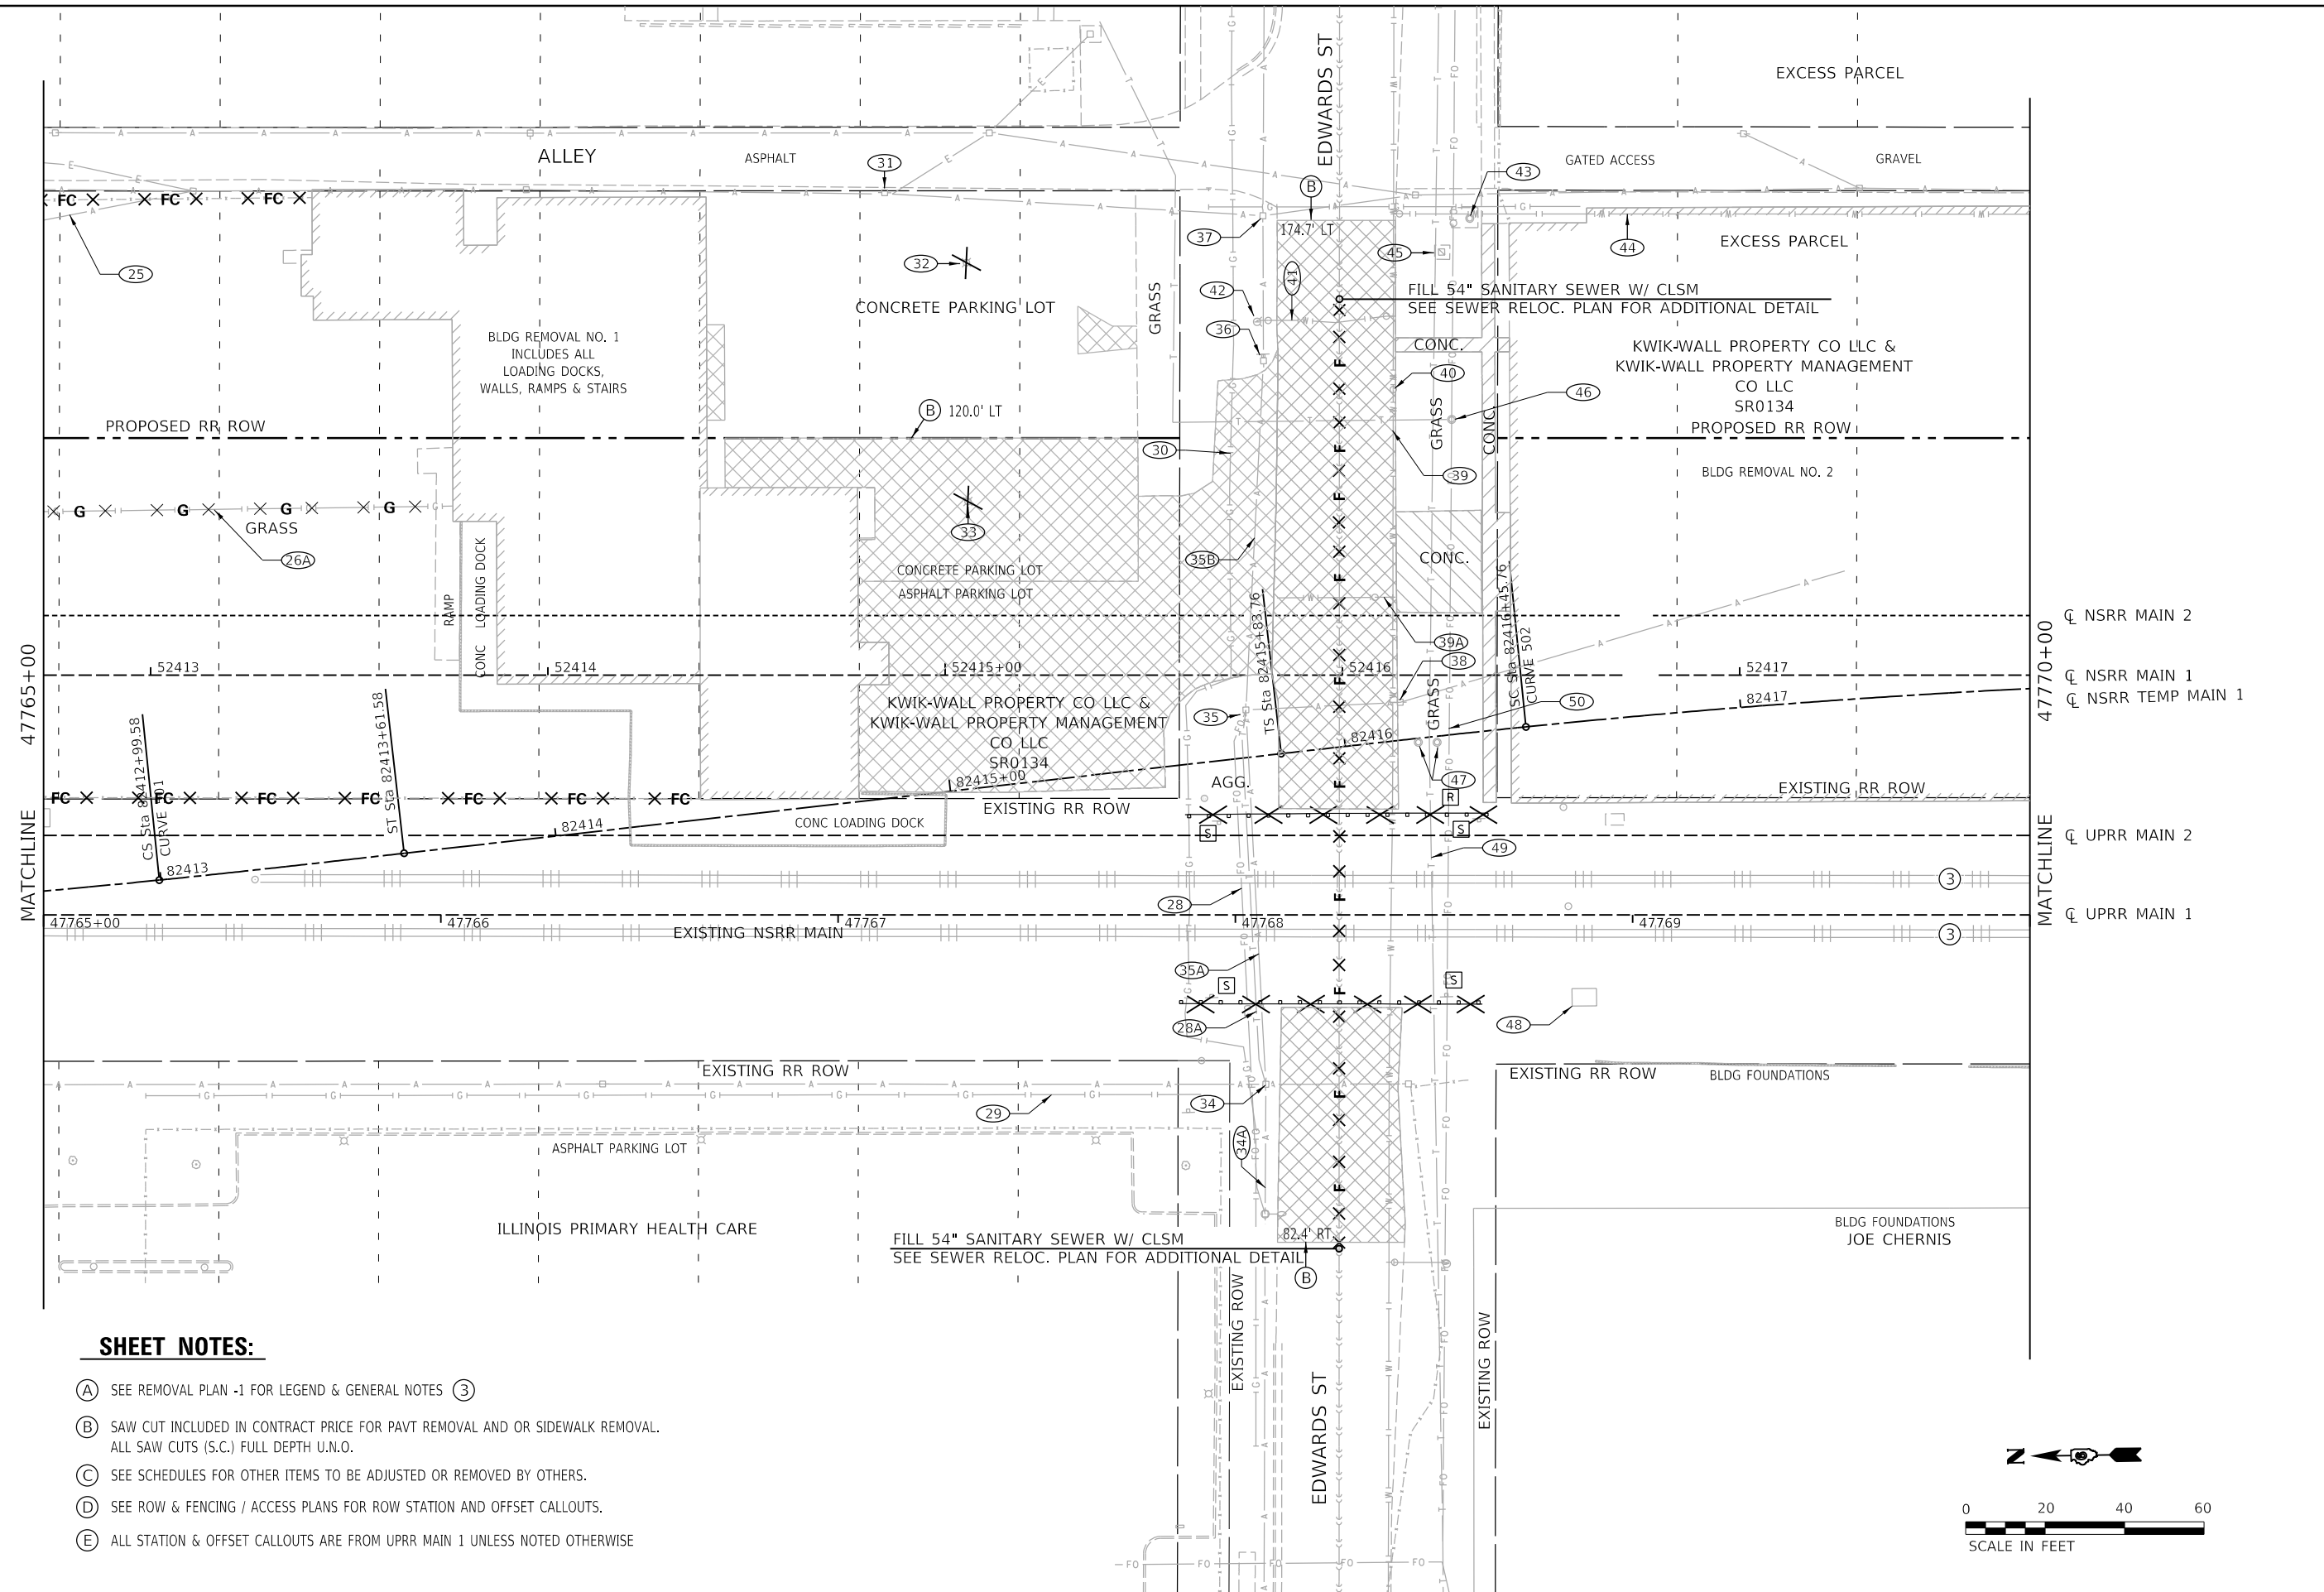 EXCESS PARCEL
EDWARDS ST
ALLEY
ASPHALT
31
GATED ACCESS
GRAVEL
43
B
37
174.7' LT
44
EXCESS PARCEL
45
FC FC FC
25
32
CONCRETE PARKING LOT
GRASS
42
41
36
FILL 54" SANITARY SEWER W/ CLSM
SEE SEWER RELOC. PLAN FOR ADDITIONAL DETAIL
BLDG REMOVAL NO. 1
INCLUDES ALL
LOADING DOCKS,
WALLS, RAMPS & STAIRS
CONC.
40
46
GRASS
CONC.
KWIK-WALL PROPERTY CO LLC &
KWIK-WALL PROPERTY MANAGEMENT
CO LLC
SR0134
PROPOSED RR ROW
B 120.0' LT
PROPOSED RR ROW
30
39
BLDG REMOVAL NO. 2
G G G G
GRASS
26A
33
35B
CONC.
CONCRETE PARKING LOT
ASPHALT PARKING LOT
RAMP
CONC LOADING DOCK
TS Sta 82415+83.76
SC Sta 82416+45.76
CURVE 502
39A
38
MATCHLINE 47765+00
MATCHLINE 47770+00
℄ NSRR MAIN 2
52413
52414
52415+00
52416
52417
℄ NSRR MAIN 1
℄ NSRR TEMP MAIN 1
KWIK-WALL PROPERTY CO LLC &
KWIK-WALL PROPERTY MANAGEMENT
CO LLC
SR0134
35
GRASS
50
82417
82416
82415+00
82414
82413
CS Sta 82412+99.58
ST Sta 82413+61.58
AGG.
47
FC FC FC FC FC FC FC
EXISTING RR ROW
EXISTING RR ROW
CONC LOADING DOCK
S
R
S
49
℄ UPRR MAIN 2
3
28
47765+00
47766
47767
47768
47769
℄ UPRR MAIN 1
EXISTING NSRR MAIN
3
35A
S
S
28A
48
EXISTING RR ROW
EXISTING RR ROW
BLDG FOUNDATIONS
29
34
34A
ASPHALT PARKING LOT
ILLINOIS PRIMARY HEALTH CARE
BLDG FOUNDATIONS
JOE CHERNIS
82.4' RT
FILL 54" SANITARY SEWER W/ CLSM
SEE SEWER RELOC. PLAN FOR ADDITIONAL DETAIL
B
EXISTING ROW
EDWARDS ST
EXISTING ROW
SHEET NOTES:
A SEE REMOVAL PLAN -1 FOR LEGEND & GENERAL NOTES 3
B SAW CUT INCLUDED IN CONTRACT PRICE FOR PAVT REMOVAL AND OR SIDEWALK REMOVAL.
ALL SAW CUTS (S.C.) FULL DEPTH U.N.O.
C SEE SCHEDULES FOR OTHER ITEMS TO BE ADJUSTED OR REMOVED BY OTHERS.
D SEE ROW & FENCING / ACCESS PLANS FOR ROW STATION AND OFFSET CALLOUTS.
E ALL STATION & OFFSET CALLOUTS ARE FROM UPRR MAIN 1 UNLESS NOTED OTHERWISE
N
0 20 40 60
SCALE IN FEET